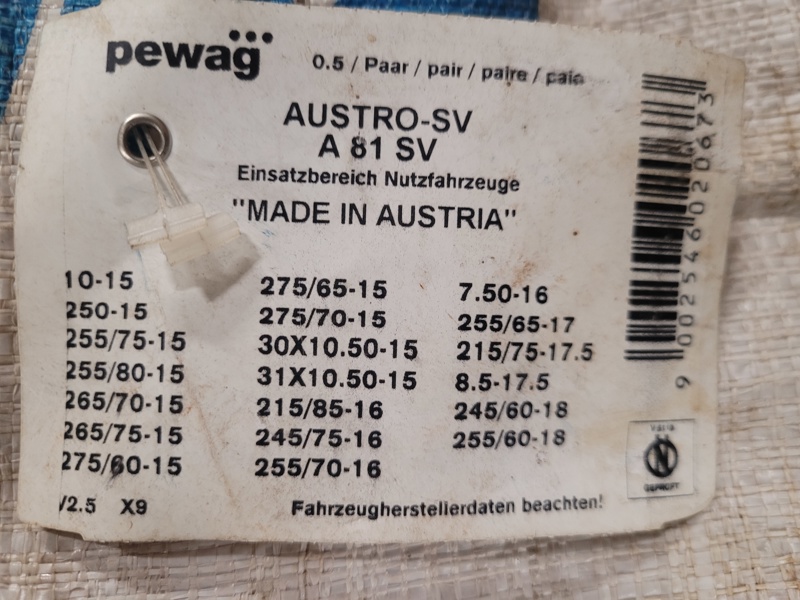 pewag
0.5 / Paar / pair / paire / paio
AUSTRO-SV
A 81 SV
Einsatzbereich Nutzfahrzeuge
"MADE IN AUSTRIA"
10-15
250-15
255/75-15
255/80-15
265/70-15
265/75-15
275/60-15
275/65-15
275/70-15
30X10.50-15
31X10.50-15
215/85-16
245/75-16
255/70-16
7.50-16
255/65-17
215/75-17.5
8.5-17.5
245/60-18
255/60-18
/2.5 X9
Fahrzeugherstellerdaten beachten!
9 002546 020673
N
GEPRÜFT